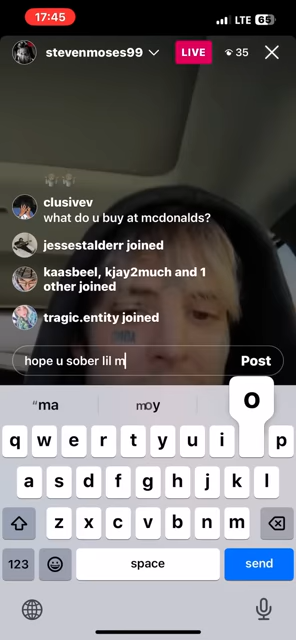 17:45
LTE 65
stevenmoses99
LIVE
35
clusivev
what do u buy at mcdonalds?
jessestalderr joined
kaasbeel, kjay2much and 1
other joined
tragic.entity joined
hope u sober lil m
Post
“ma
moy
o
q w e r t y u i p
a s d f g h j k l
z x c v b n m
123
space
send